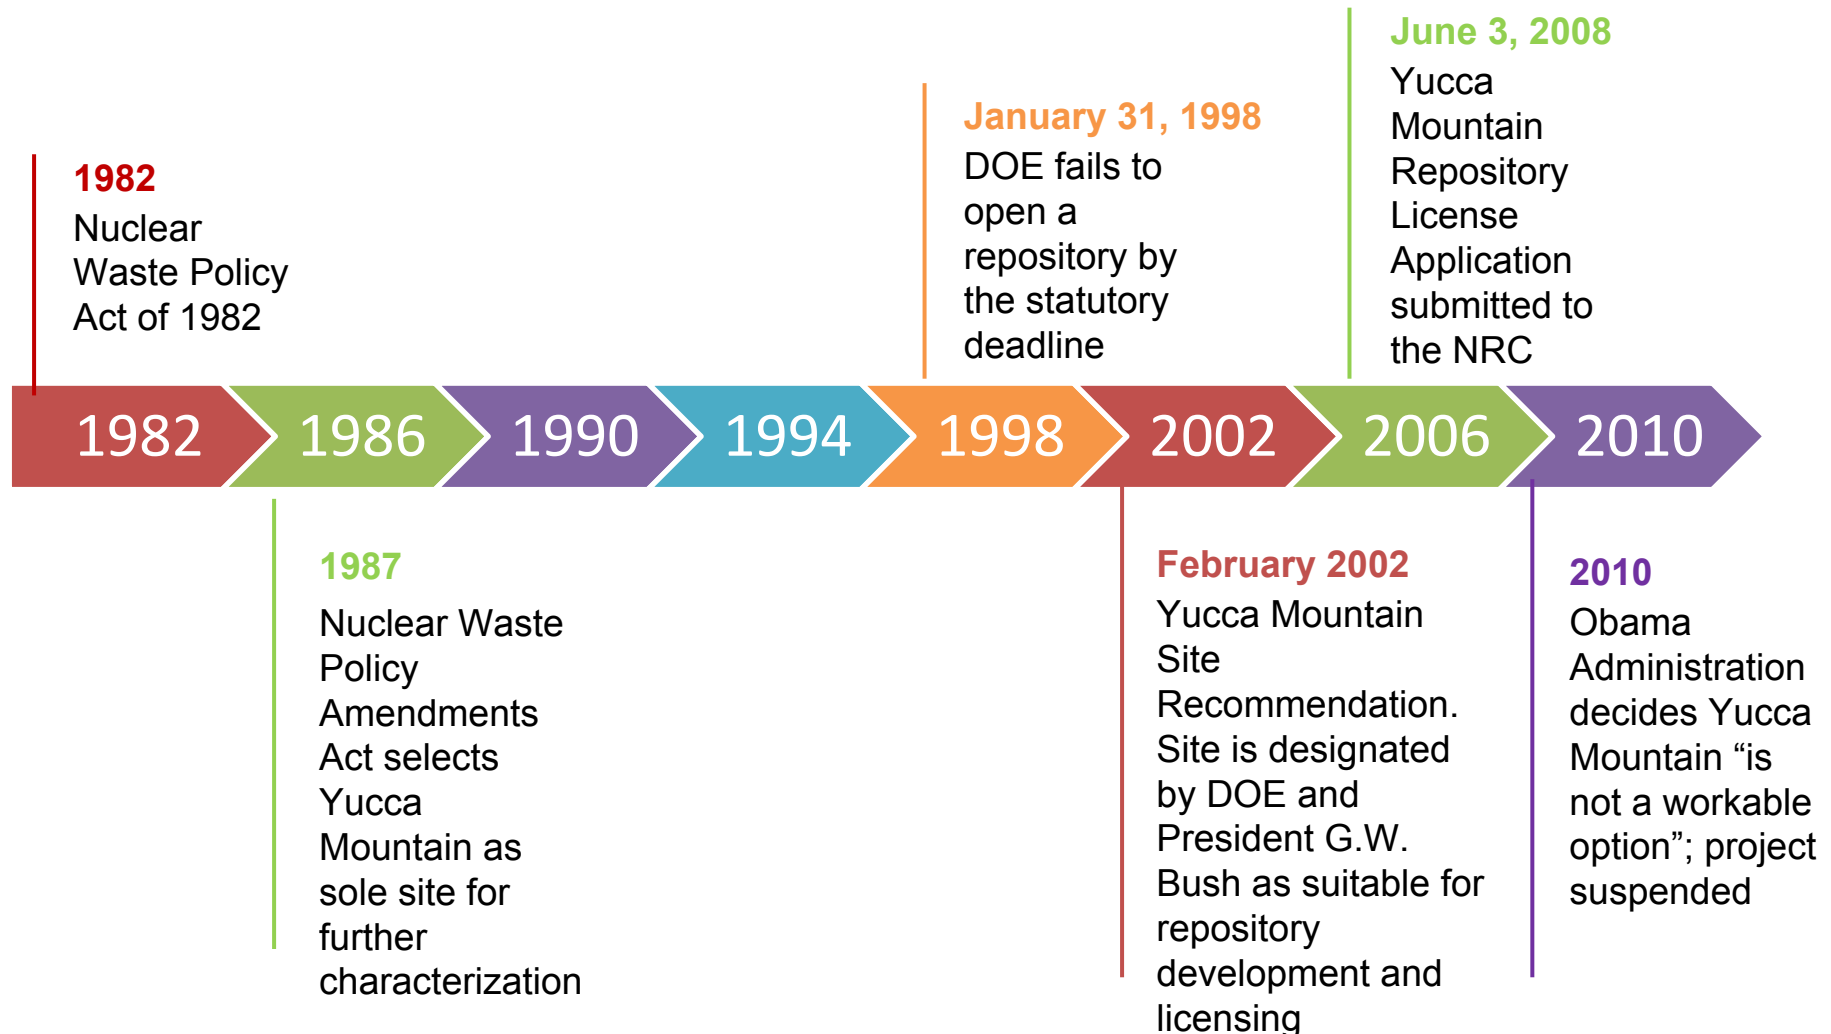 June 3, 2008
Yucca
Mountain
Repository
License
Application
submitted to
the NRC
January 31, 1998
DOE fails to
open a
repository by
the statutory
deadline
1982
Nuclear
Waste Policy
Act of 1982
1982
1986
1990
1994
1998
2002
2006
2010
1987
Nuclear Waste
Policy
Amendments
Act selects
Yucca
Mountain as
sole site for
further
characterization
February 2002
Yucca Mountain
Site
Recommendation.
Site is designated
by DOE and
President G.W.
Bush as suitable for
repository
development and
licensing
2010
Obama
Administration
decides Yucca
Mountain “is
not a workable
option”; project
suspended